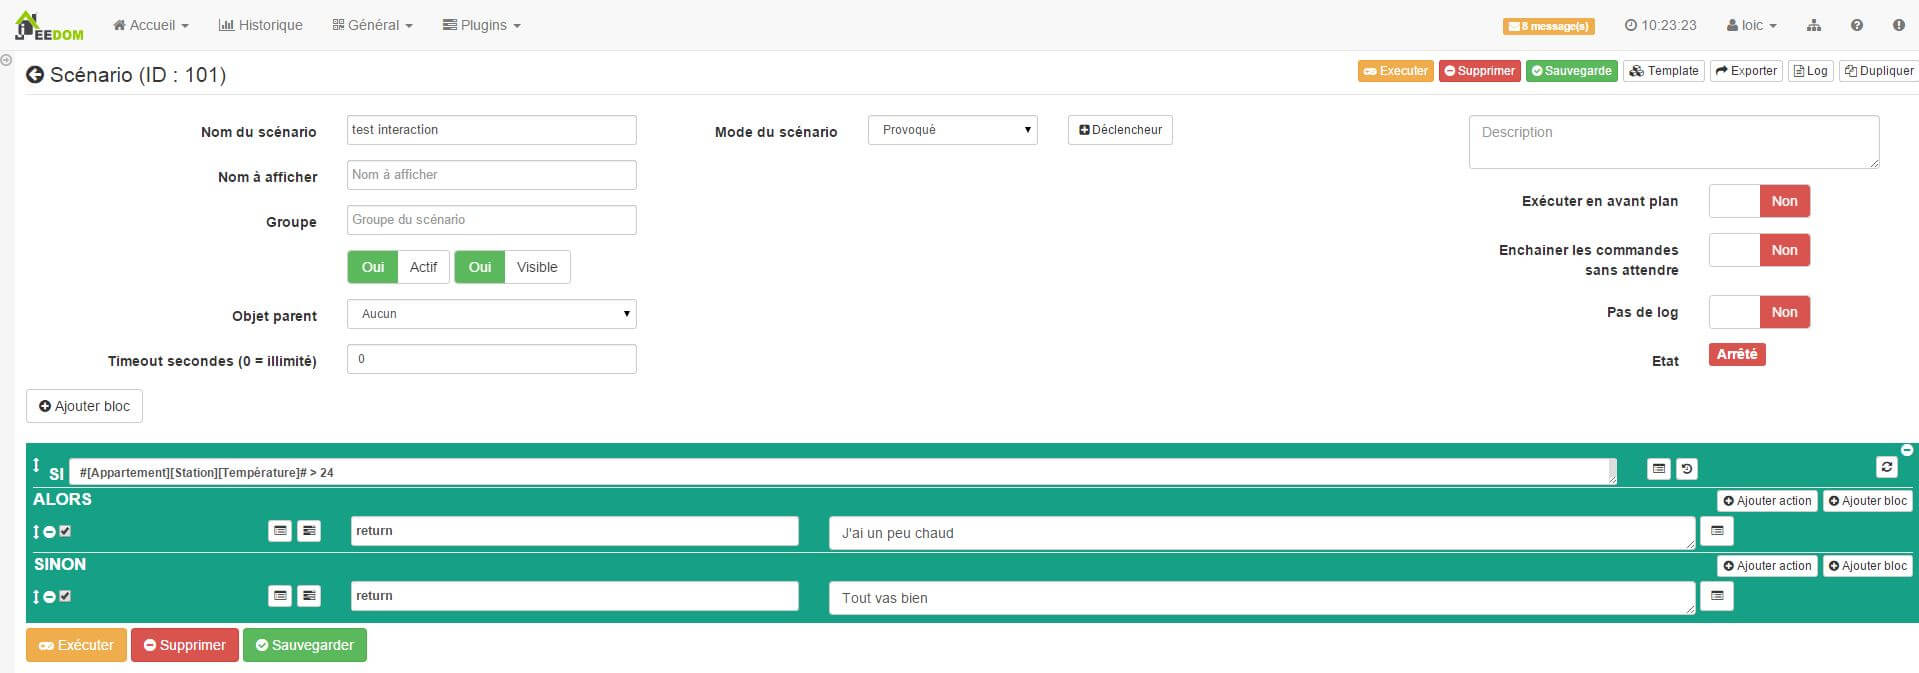 JEEDOM Accueil Historique Général Plugins 8 message(s) 10:23:23 loic
Scénario (ID : 101) Executer Supprimer Sauvegarde Template Exporter Log Dupliquer
Nom du scénario test interaction Mode du scénario Provoqué Déclencheur Description
Nom à afficher Nom à afficher
Exécuter en avant plan Non
Groupe Groupe du scénario
Enchainer les commandes
sans attendre Non
Oui Actif Oui Visible
Objet parent Aucun Pas de log Non
Timeout secondes (0 = illimité) 0 Etat Arrêté
Ajouter bloc
SI #[Appartement][Station][Température]# > 24
ALORS Ajouter action Ajouter bloc
return J'ai un peu chaud
SINON Ajouter action Ajouter bloc
return Tout vas bien
Exécuter Supprimer Sauvegarder